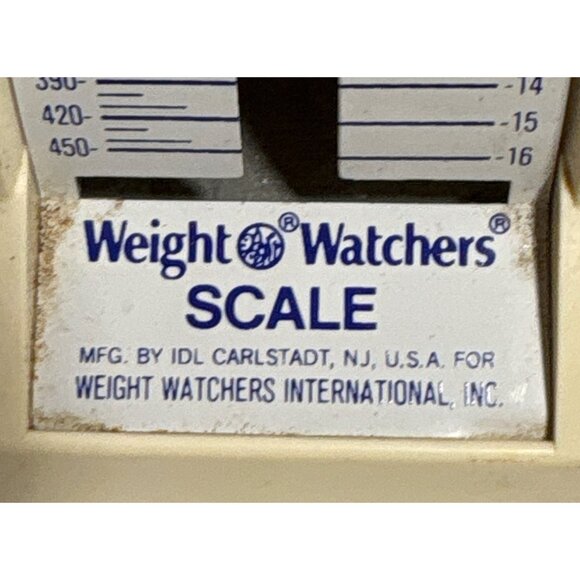 390-
420-
450-
-14
-15
-16
Weight ® Watchers®
SCALE
MFG. BY IDL CARLSTADT, NJ, U.S.A. FOR
WEIGHT WATCHERS INTERNATIONAL, INC.